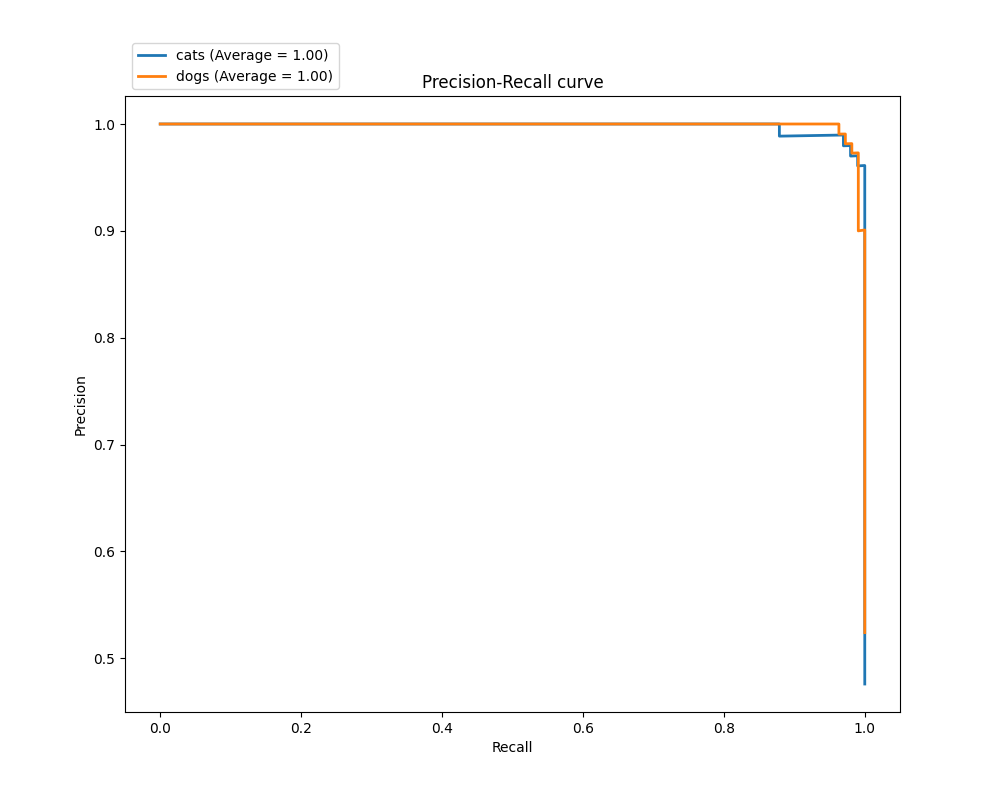 cats (Average = 1.00)
dogs (Average = 1.00)
Precision-Recall curve
1.0
0.9
0.8
0.7
0.6
0.5
Precision
0.0 0.2 0.4 0.6 0.8 1.0
Recall